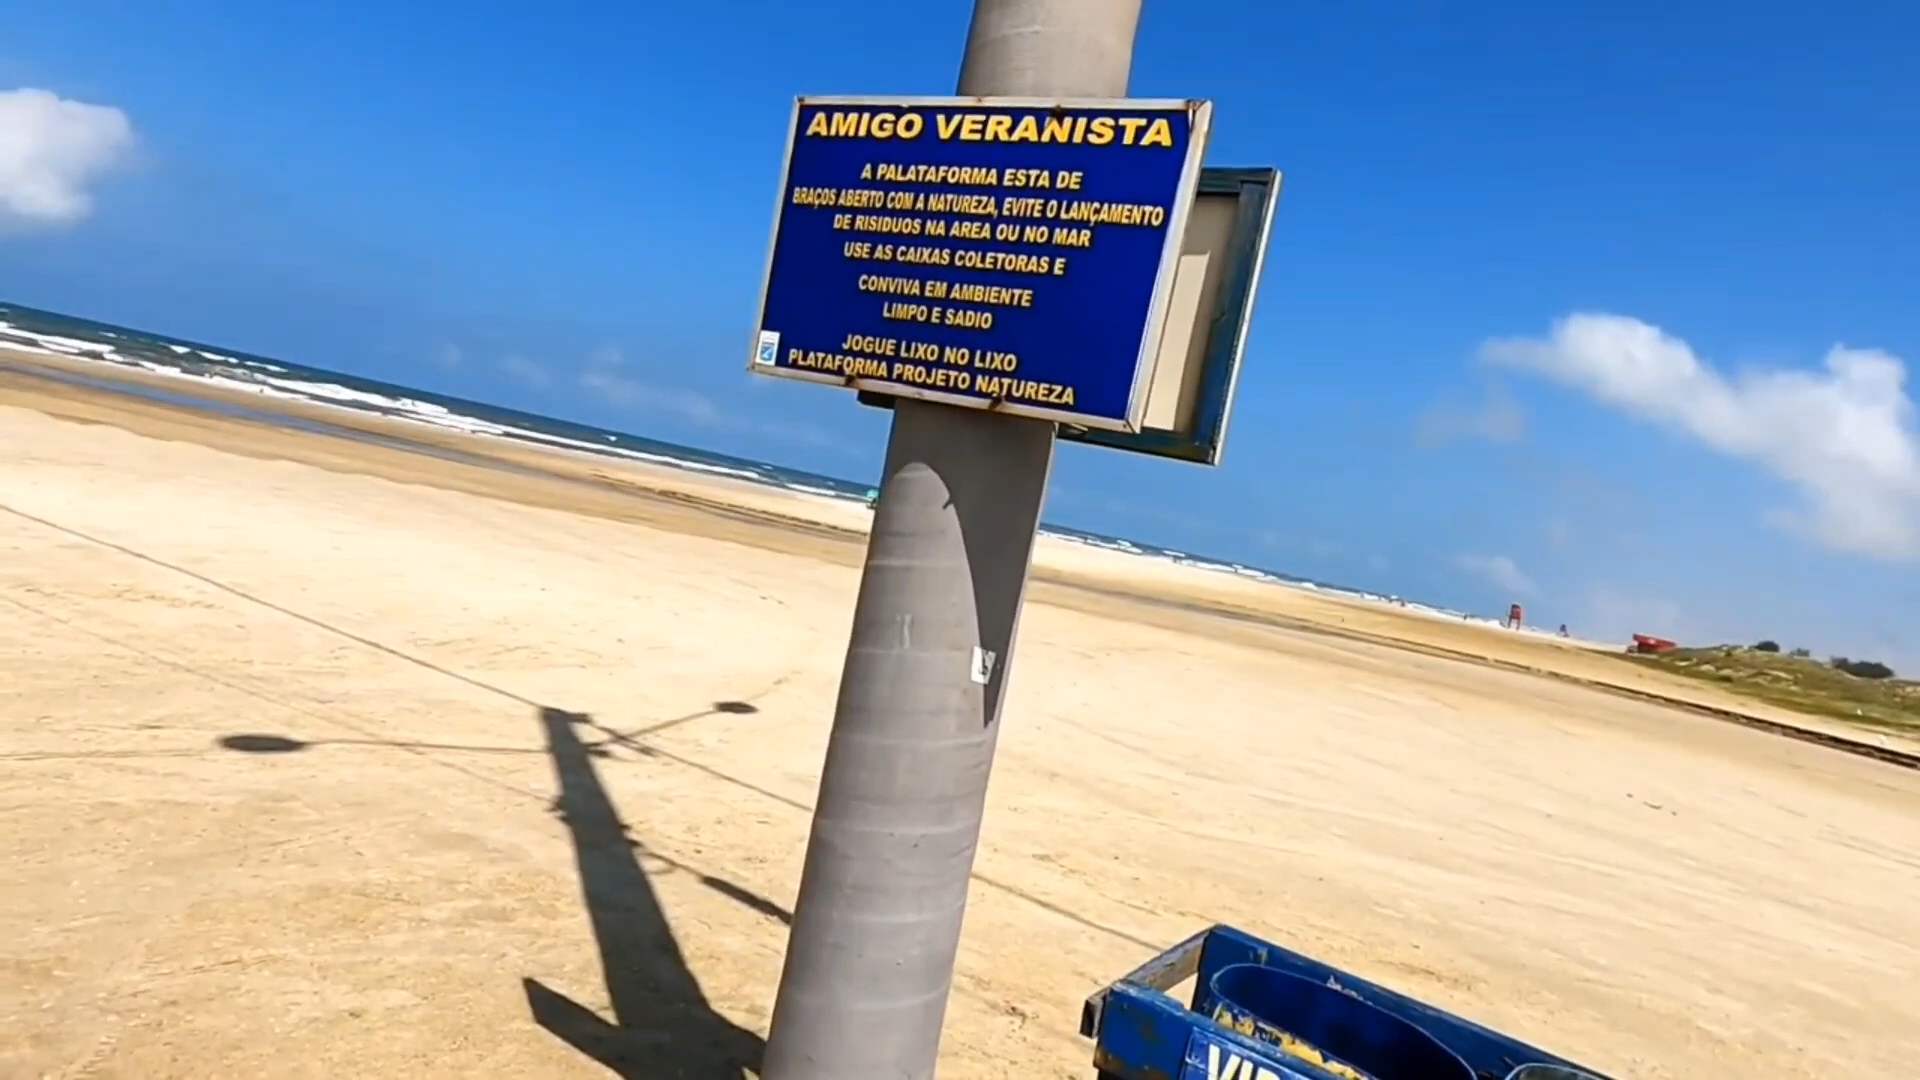 AMIGO VERANISTA
A PALATAFORMA ESTA DE
BRAÇOS ABERTO COM A NATUREZA, EVITE O LANÇAMENTO
DE RISIDUOS NA AREA OU NO MAR
USE AS CAIXAS COLETORAS E
CONVIVA EM AMBIENTE
LIMPO E SADIO
JOGUE LIXO NO LIXO
PLATAFORMA PROJETO NATUREZA